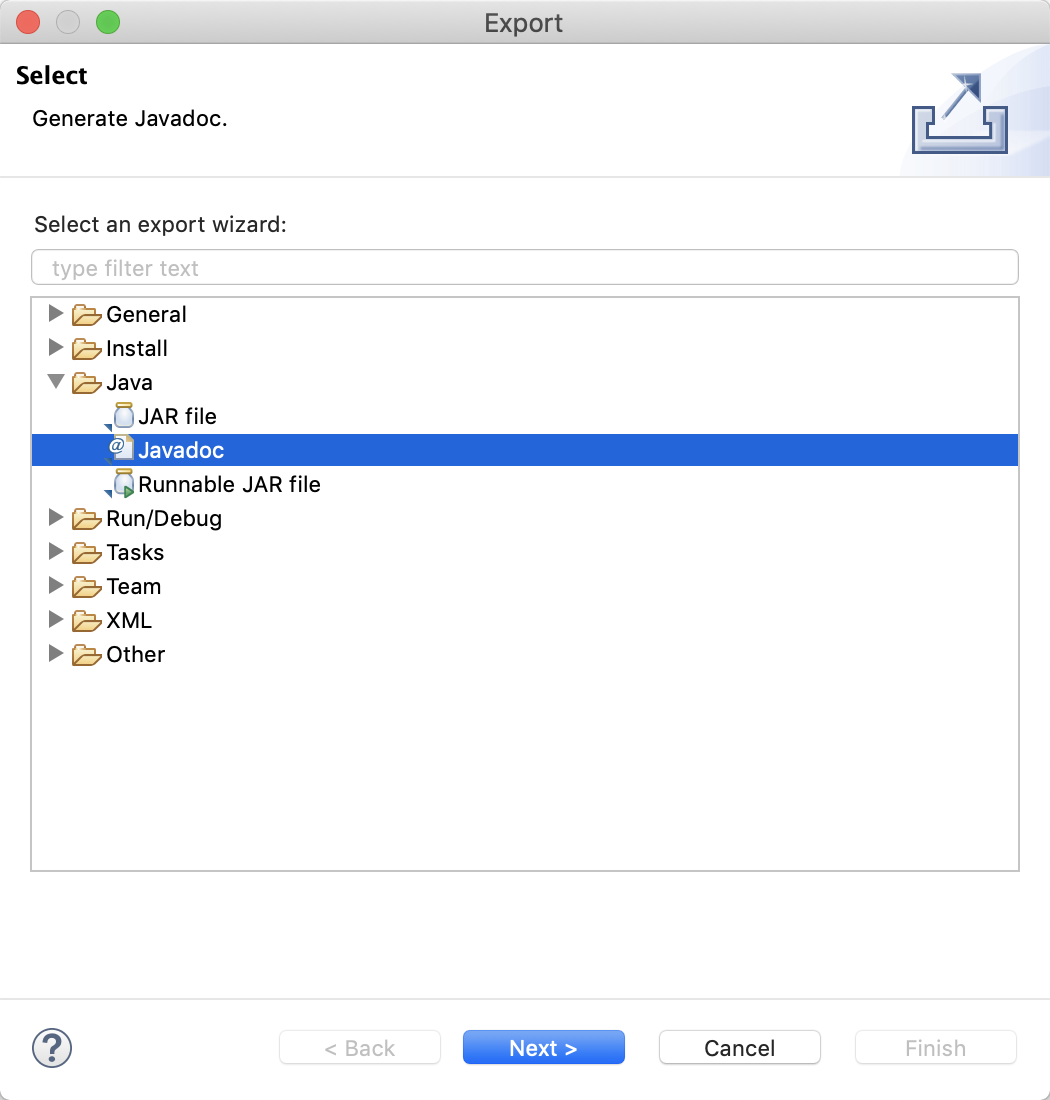 Export
Select
Generate Javadoc.
Select an export wizard:
type filter text
General
Install
Java
JAR file
@ Javadoc
Runnable JAR file
Run/Debug
Tasks
Team
XML
Other
? < Back Next > Cancel Finish